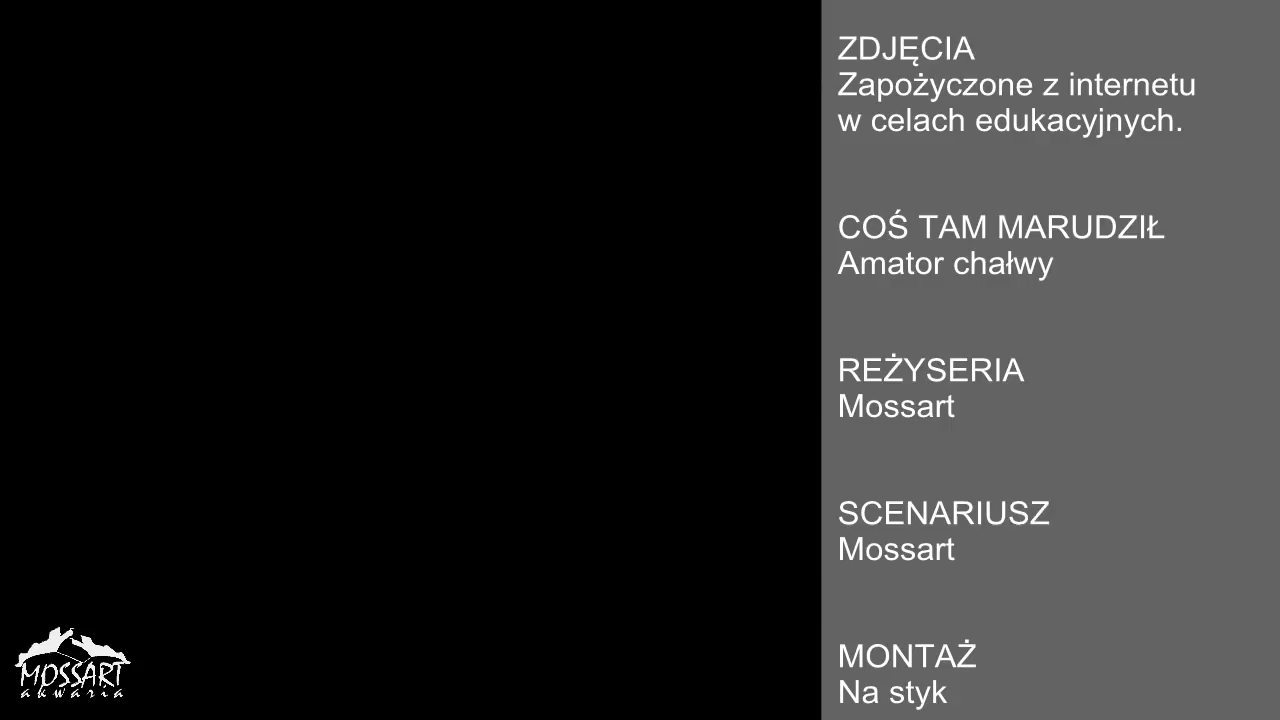 ZDJĘCIA
Zapożyczone z internetu
w celach edukacyjnych.
COŚ TAM MARUDZIŁ
Amator chałwy
REŻYSERIA
Mossart
SCENARIUSZ
Mossart
MONTAŻ
Na styk
MOSSART
akwaria